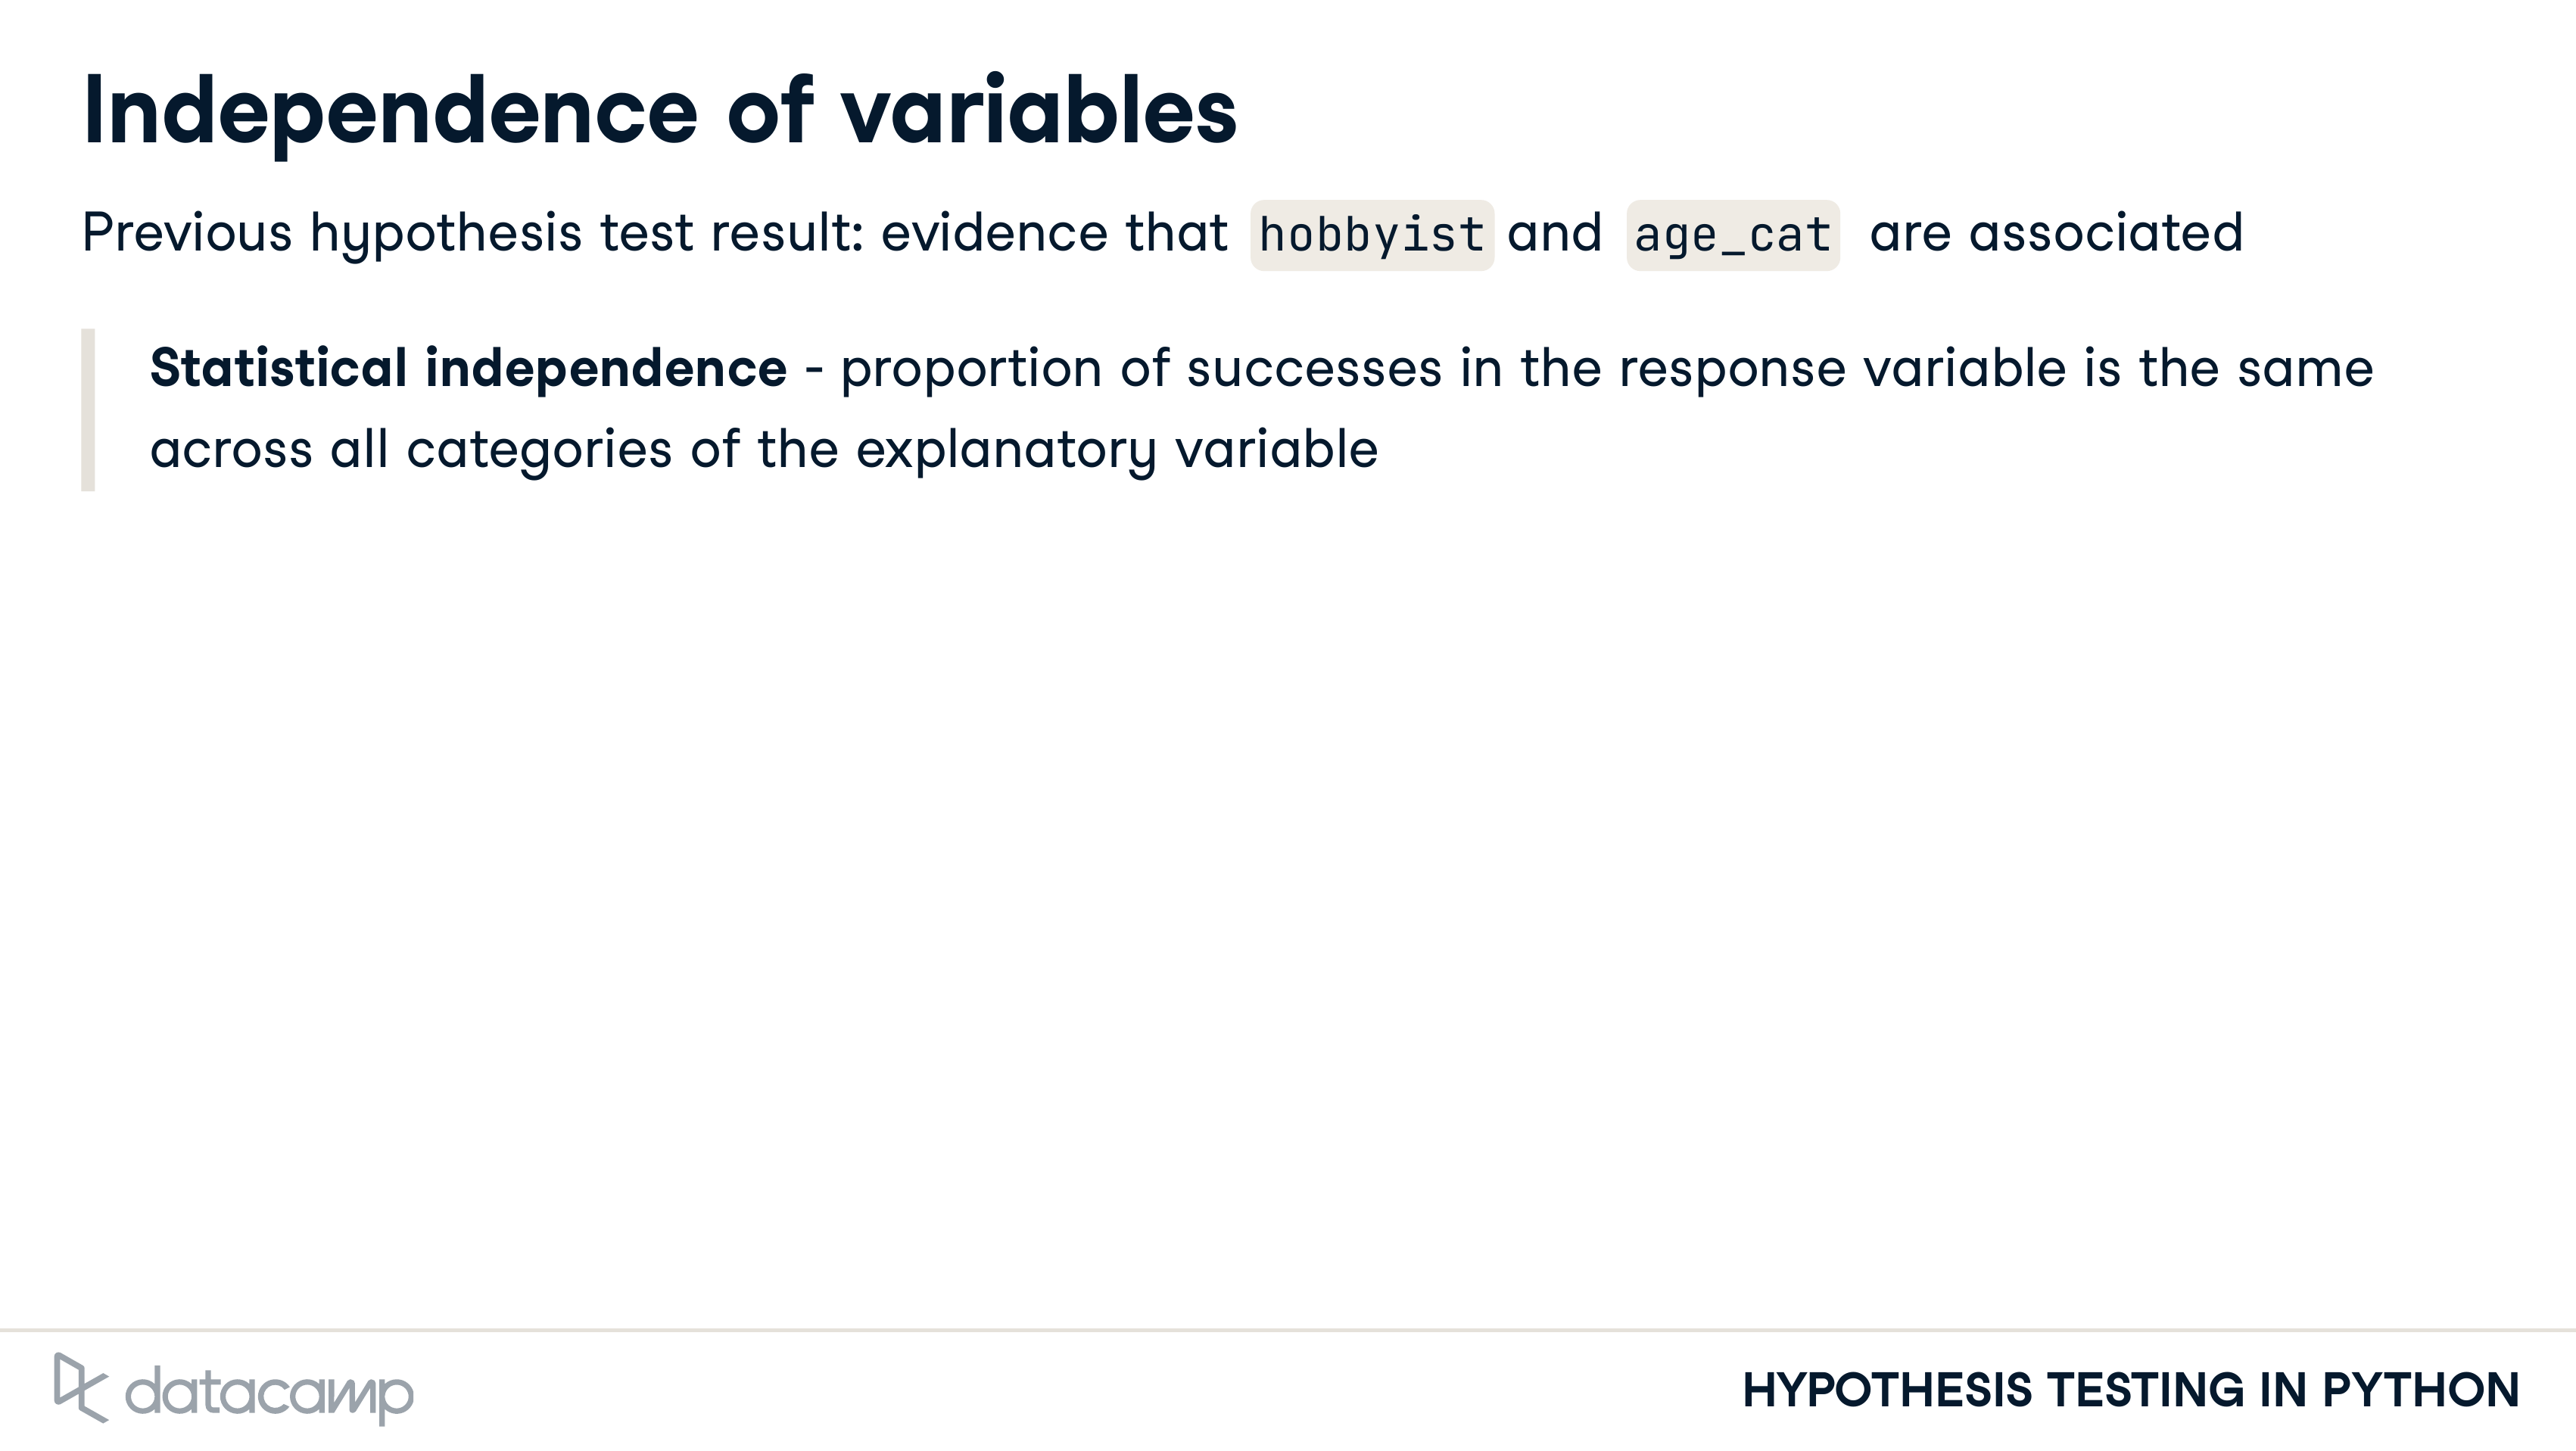 Independence of variables
Previous hypothesis test result: evidence that hobbyist and age_cat are associated
Statistical independence - proportion of successes in the response variable is the same
across all categories of the explanatory variable
datacamp
HYPOTHESIS TESTING IN PYTHON